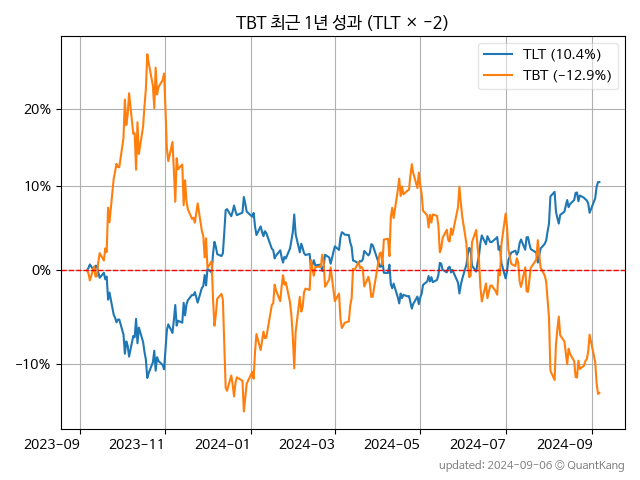 TBT 최근 1년 성과 (TLT × −2)
TLT (10.4%)
TBT (−12.9%)
20%
10%
0%
−10%
2023−09 2023−11 2024−01 2024−03 2024−05 2024−07 2024−09
updated: 2024−09−06 © QuantKang